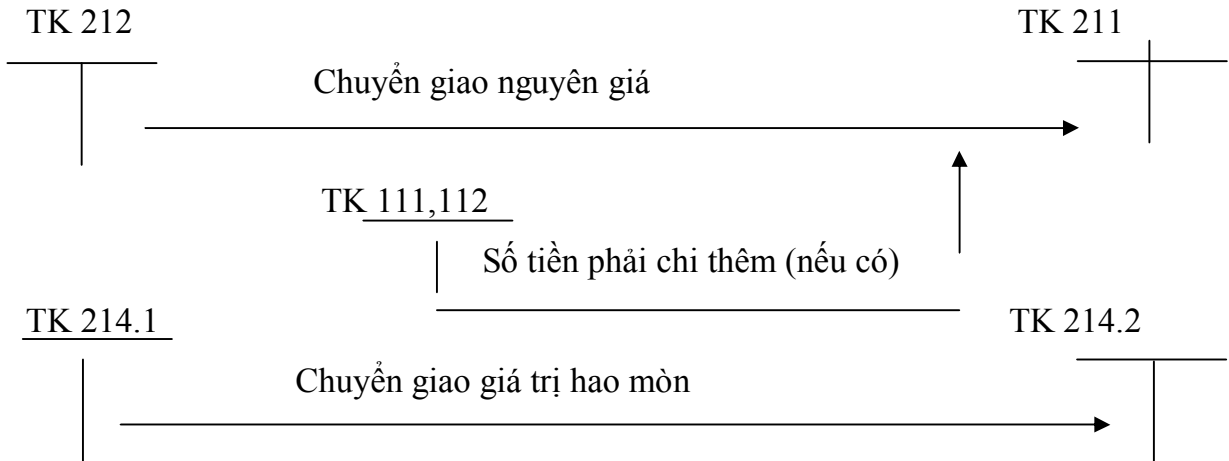 TK 212
TK 211
Chuyển giao nguyên giá
TK 111,112
Số tiền phải chi thêm (nếu có)
TK 214.1
TK 214.2
Chuyển giao giá trị hao mòn